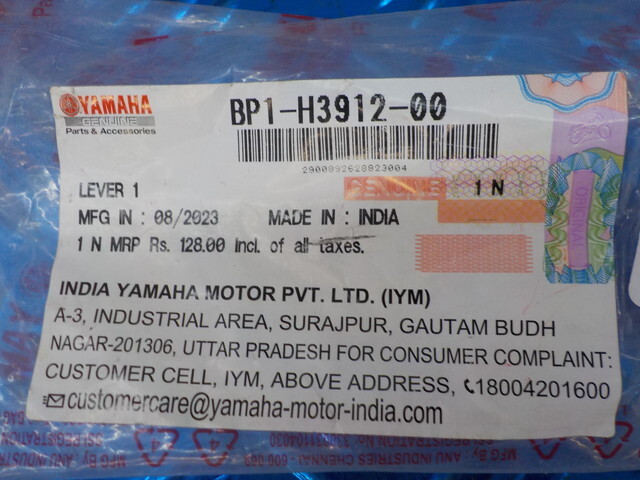 YAMAHA
GENUINE
Parts & Accessories
BP1-H3912-00
2900892628823004
LEVER 1
GENUINE
1 N
MFG IN : 08/2023 MADE IN : INDIA
1 N MRP Rs. 128.00 Incl. of all taxes.
INDIA YAMAHA MOTOR PVT. LTD. (IYM)
A-3, INDUSTRIAL AREA, SURAJPUR, GAUTAM BUDH
NAGAR-201306, UTTAR PRADESH FOR CONSUMER COMPLAINT:
CUSTOMER CELL, IYM, ABOVE ADDRESS, 18004201600
customercare@yamaha-motor-india.com